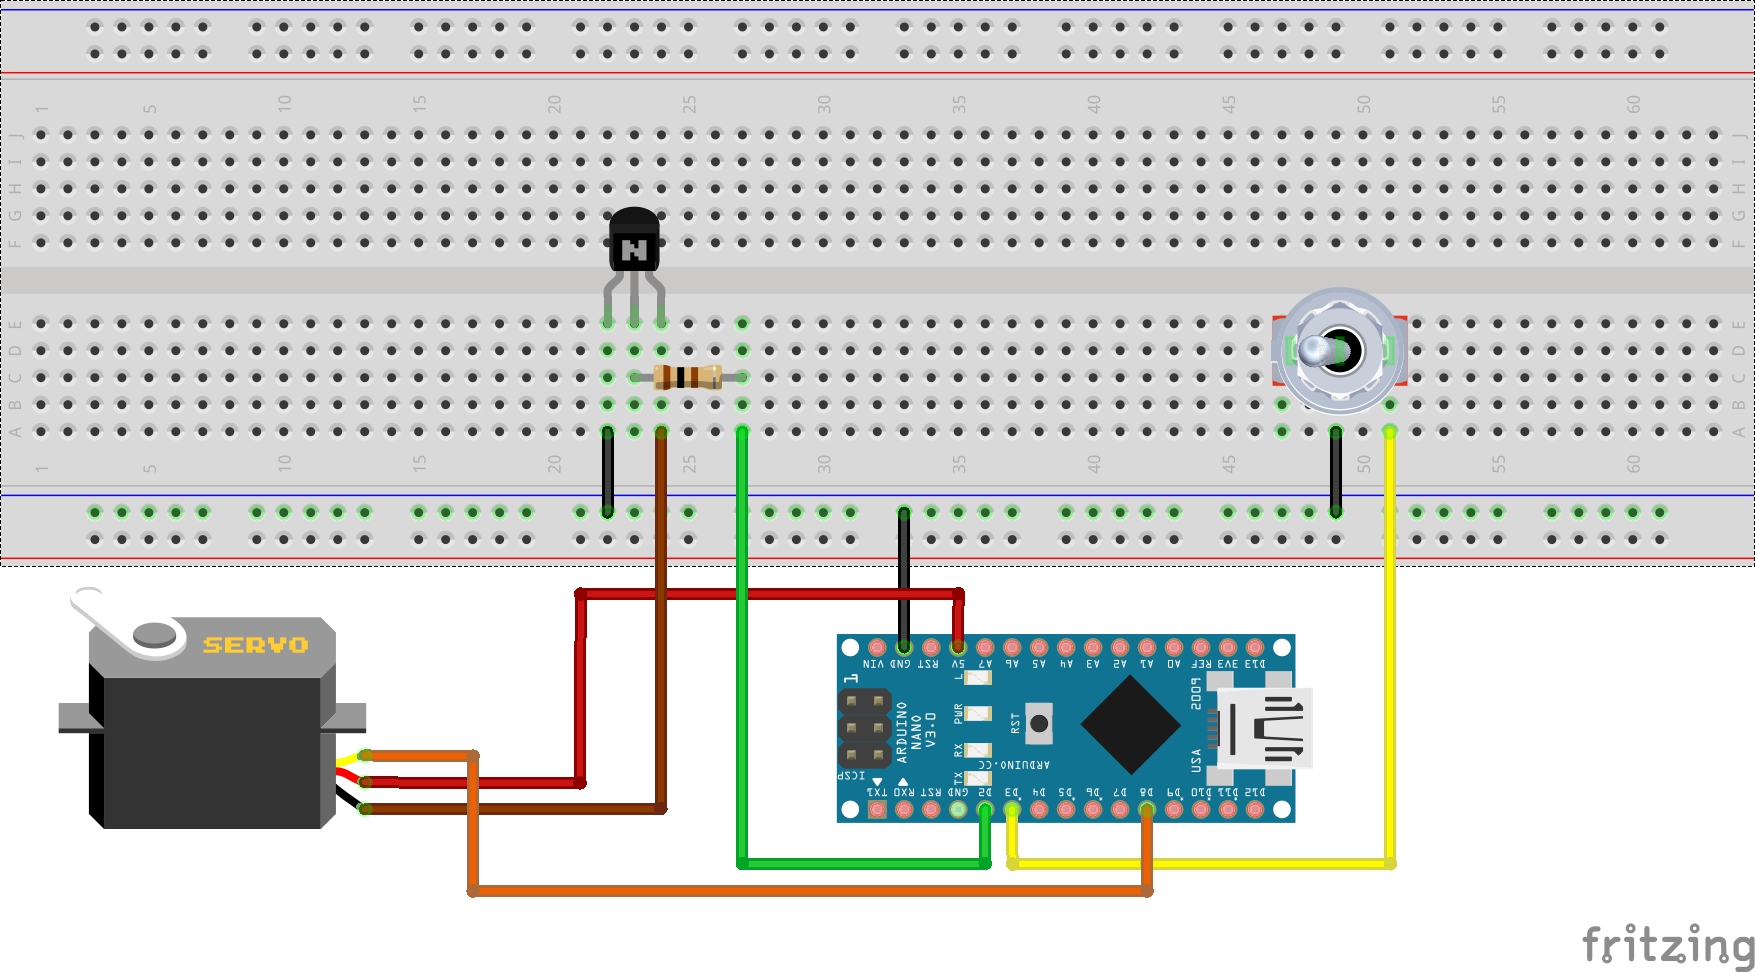 1 5 10 15 20 25 30 35 40 45 50 55 60
J J
I I
H H
G G
F F
N
E E
D D
C C
B B
A A
1 5 10 15 20 25 30 35 40 45 50 55 60
SERVO
VIN GND RST 5V A7 A6 A5 A4 A3 A2 A1 A0 REF 3V3 D13
1
L
PWR
RX
TX
ARDUINO
NANO
V3.0
RST
ARDUINO.CC
2009
USA
ICSP
TX1 RX0 RST GND D2 D3 D4 D5 D6 D7 D8 D9 D10 D11 D12
fritzing